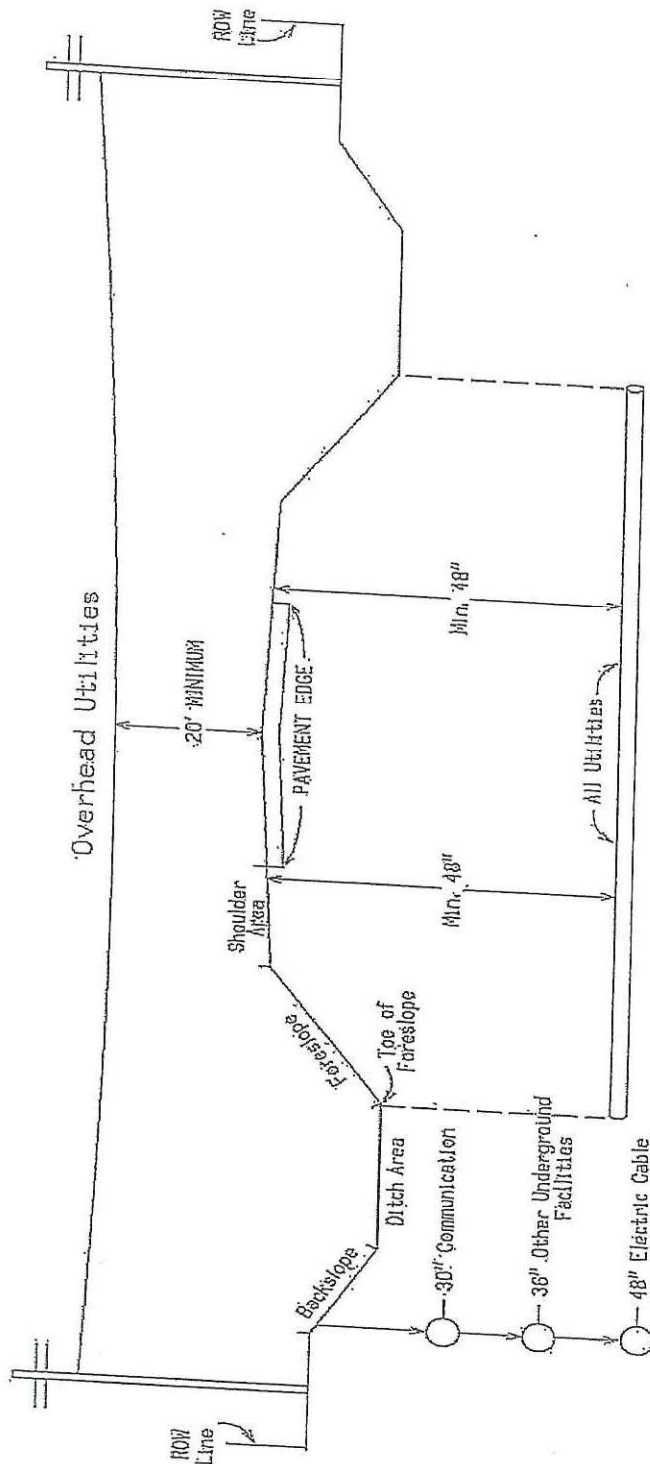 Overhead Utilities
ROW
Line
ROW
Line
20' MINIMUM
Shoulder
Area
PAVEMENT EDGE
Foreslope
Backslope
Ditch Area
Toe of
Foreslope
Min. 48"
Min. 48"
30" Communication
36" Other Underground
Facilities
48" Electric Cable
All Utilities